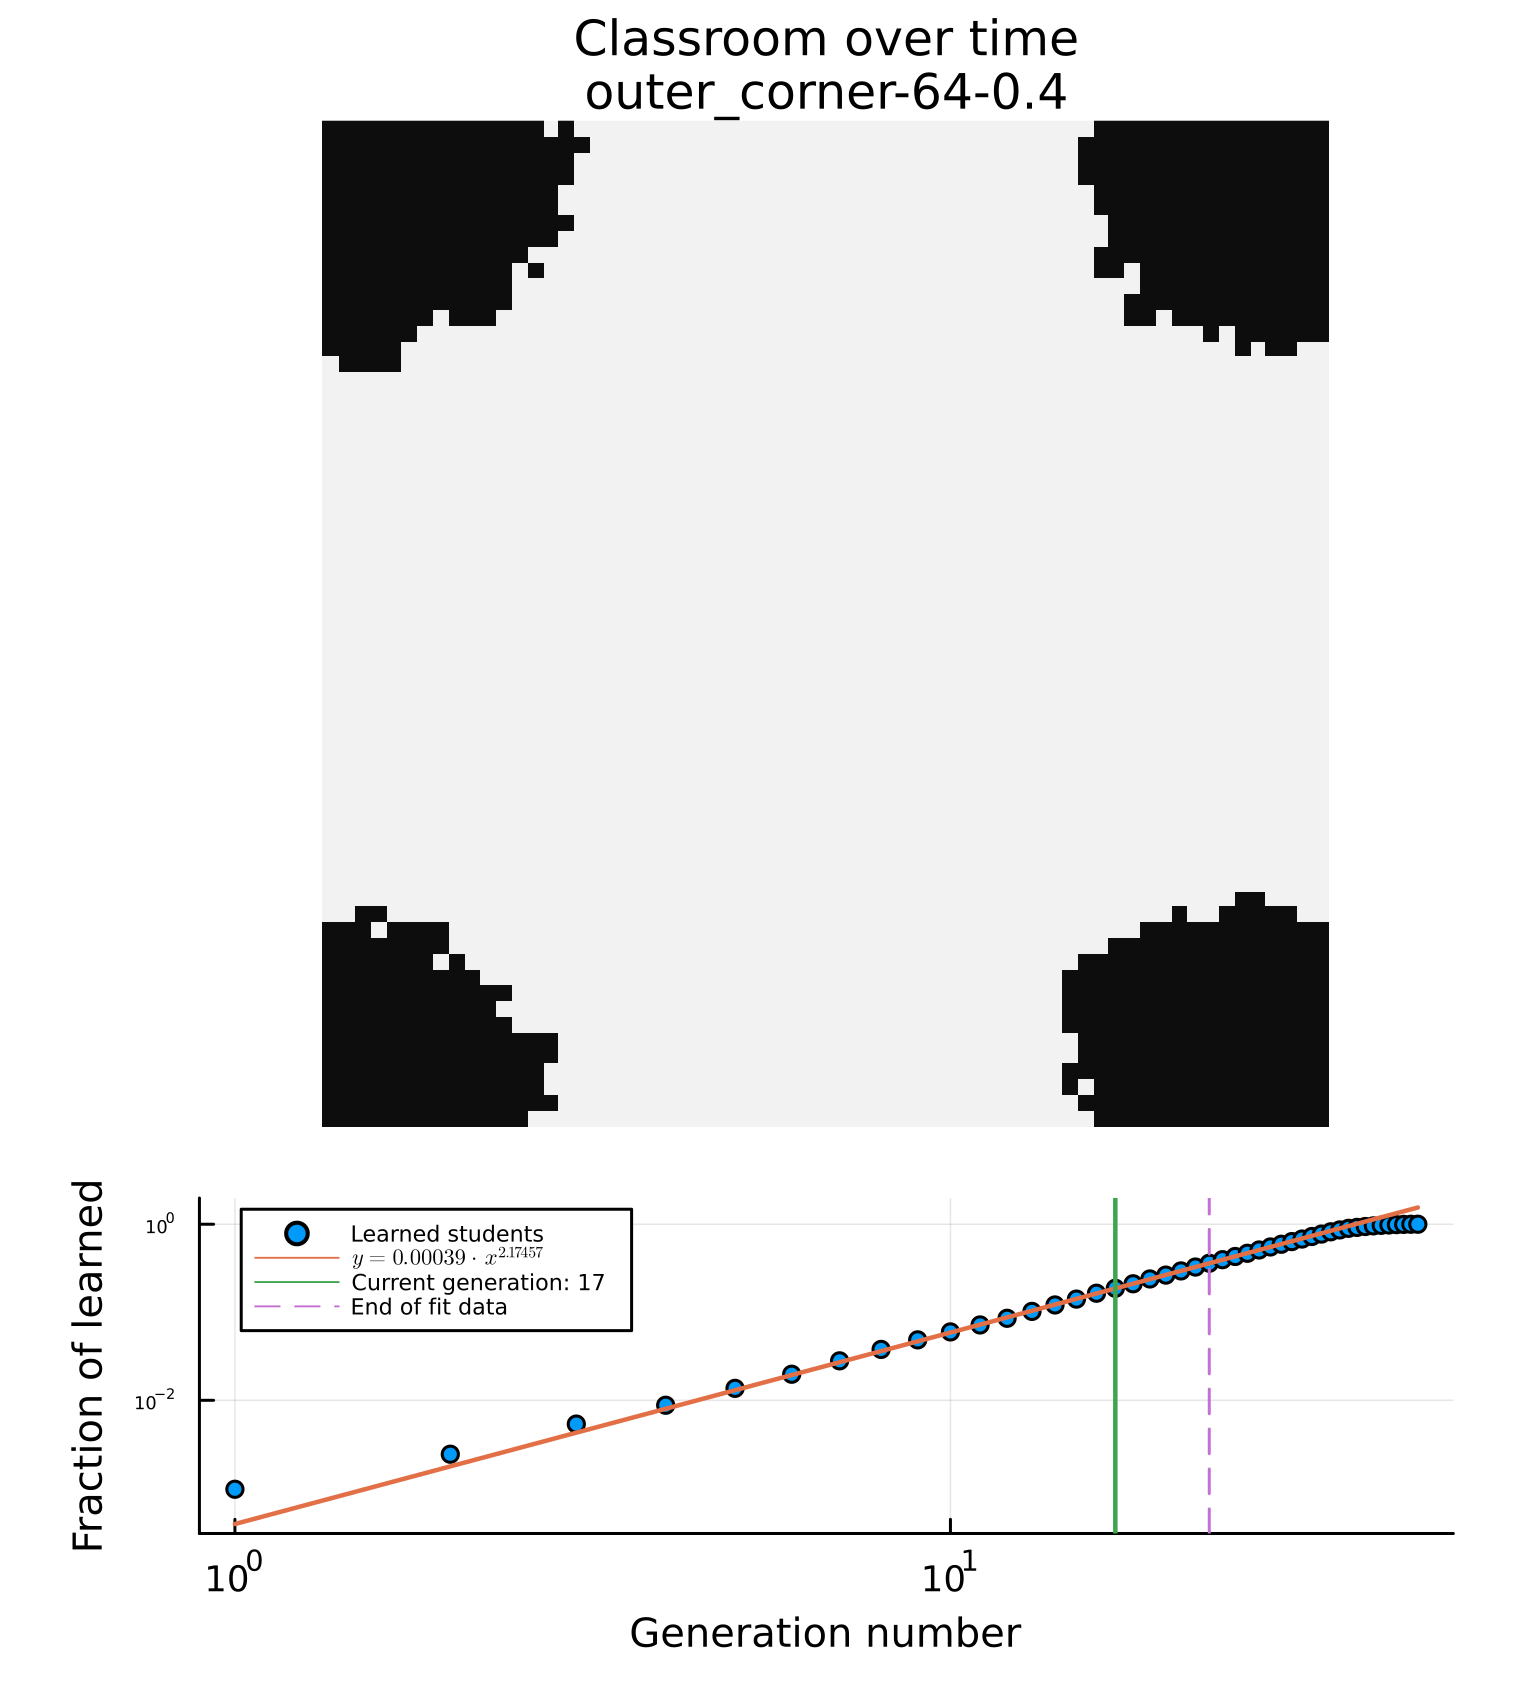 Classroom over time
outer_corner-64-0.4
Fraction of learned
10^0
10^−2
Learned students
y = 0.00039 · x^2.17457
Current generation: 17
End of fit data
10^0
10^1
Generation number